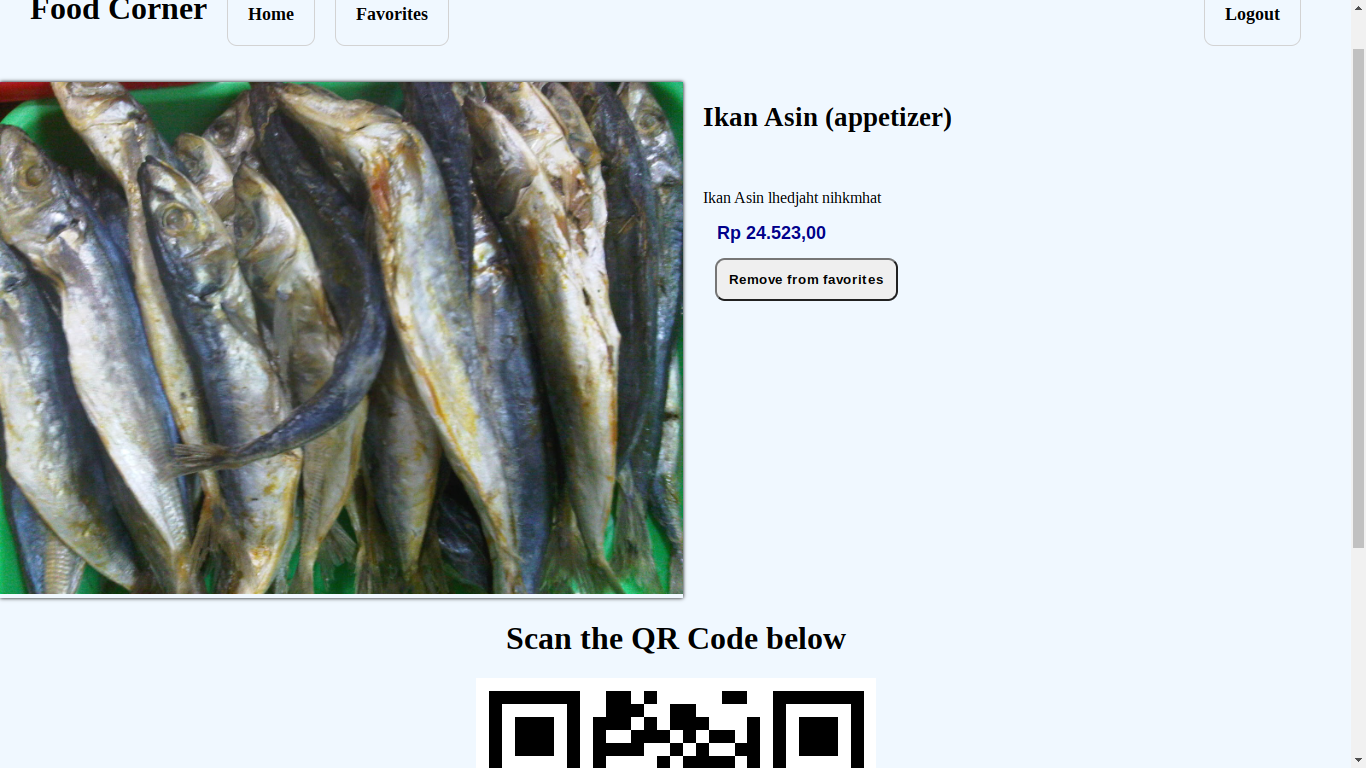 Food Corner
Home
Favorites
Logout
Ikan Asin (appetizer)
Ikan Asin lhedjaht nihkmhat
Rp 24.523,00
Remove from favorites
Scan the QR Code below